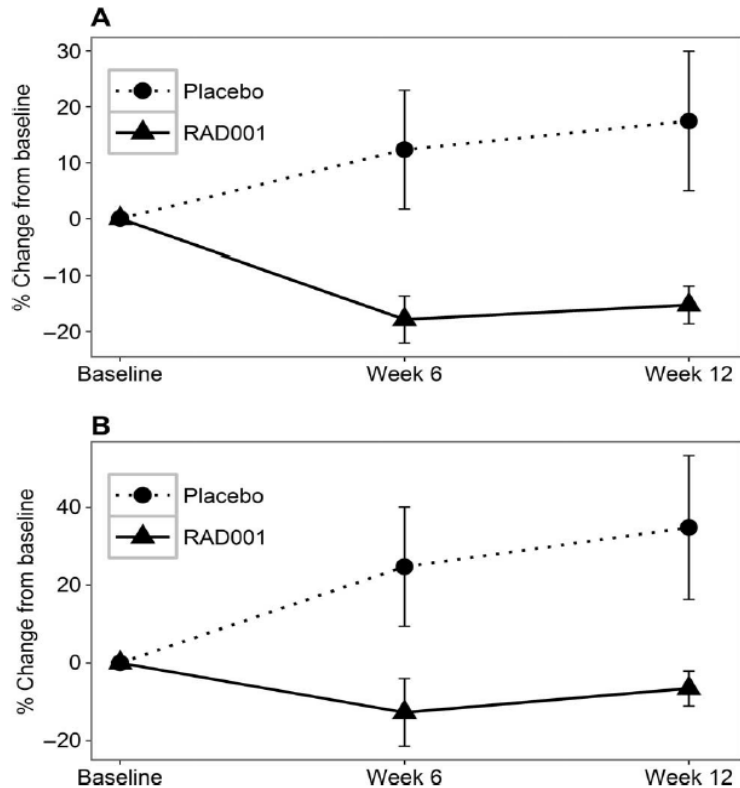 A
% Change from baseline
30
20
10
0
–10
–20
Placebo
RAD001
Baseline Week 6 Week 12
B
% Change from baseline
40
20
0
–20
Placebo
RAD001
Baseline Week 6 Week 12